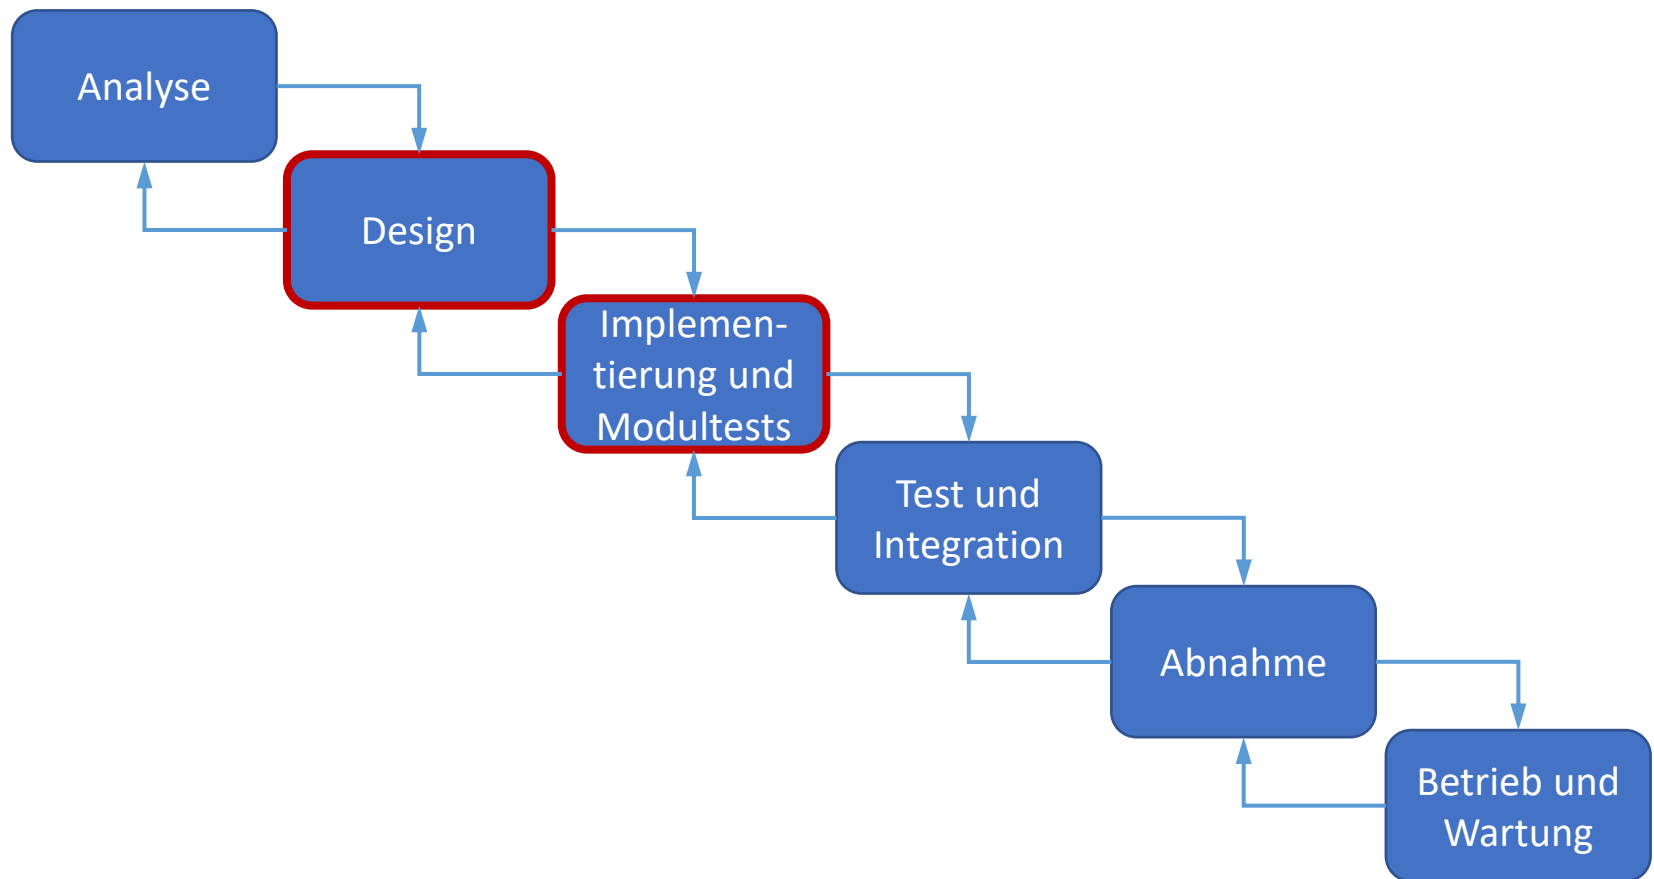 Analyse
Design
Implemen-
tierung und
Modultests
Test und
Integration
Abnahme
Betrieb und
Wartung